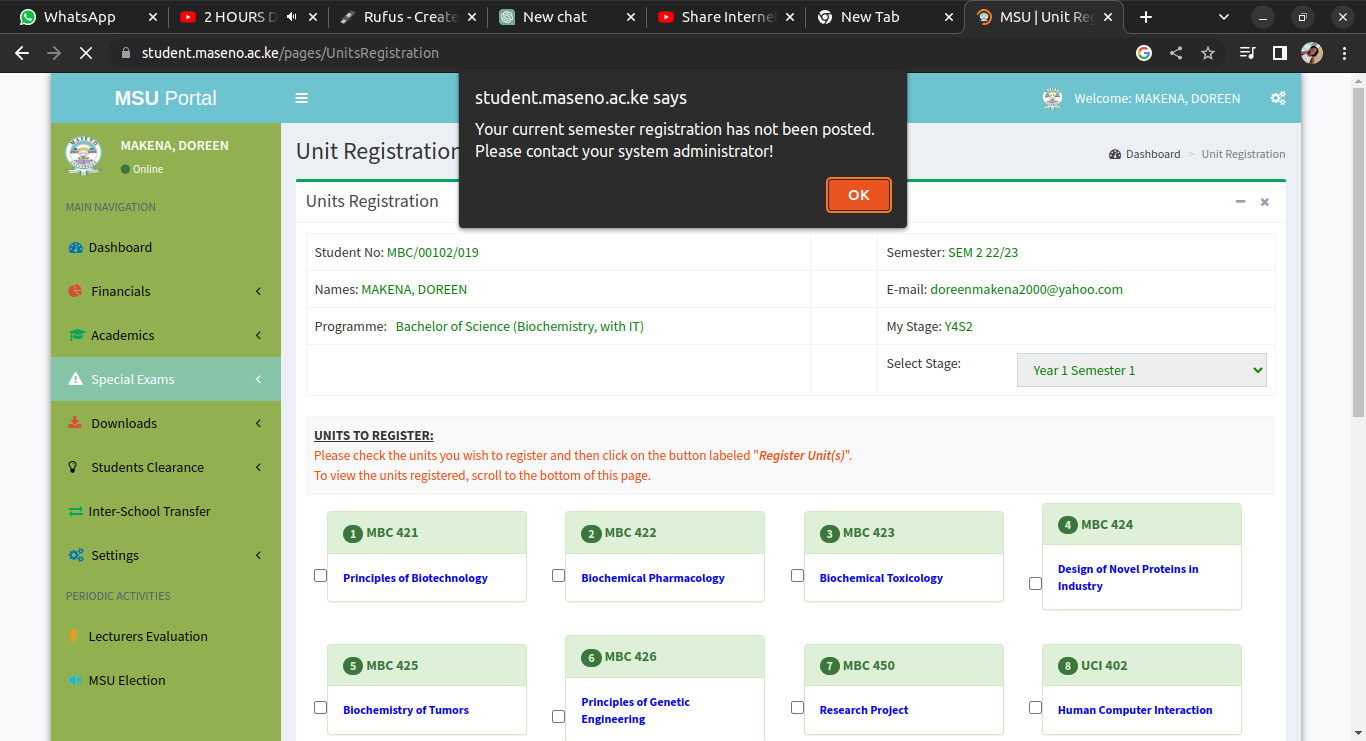 WhatsApp
2 HOURS D
Rufus - Create
New chat
Share Interne
New Tab
MSU | Unit Reg
student.maseno.ac.ke/pages/UnitsRegistration
MSU Portal
Welcome: MAKENA, DOREEN
student.maseno.ac.ke says
Your current semester registration has not been posted.
Please contact your system administrator!
OK
MAKENA, DOREEN
Online
MAIN NAVIGATION
Dashboard
Financials
Academics
Special Exams
Downloads
Students Clearance
Inter-School Transfer
Settings
PERIODIC ACTIVITIES
Lecturers Evaluation
MSU Election
Unit Registration
Dashboard > Unit Registration
Units Registration
Student No: MBC/00102/019
Semester: SEM 2 22/23
Names: MAKENA, DOREEN
E-mail: doreenmakena2000@yahoo.com
Programme: Bachelor of Science (Biochemistry, with IT)
My Stage: Y4S2
Select Stage: Year 1 Semester 1
UNITS TO REGISTER:
Please check the units you wish to register and then click on the button labeled "Register Unit(s)".
To view the units registered, scroll to the bottom of this page.
1 MBC 421
Principles of Biotechnology
2 MBC 422
Biochemical Pharmacology
3 MBC 423
Biochemical Toxicology
4 MBC 424
Design of Novel Proteins in
Industry
5 MBC 425
Biochemistry of Tumors
6 MBC 426
Principles of Genetic
Engineering
7 MBC 450
Research Project
8 UCI 402
Human Computer Interaction